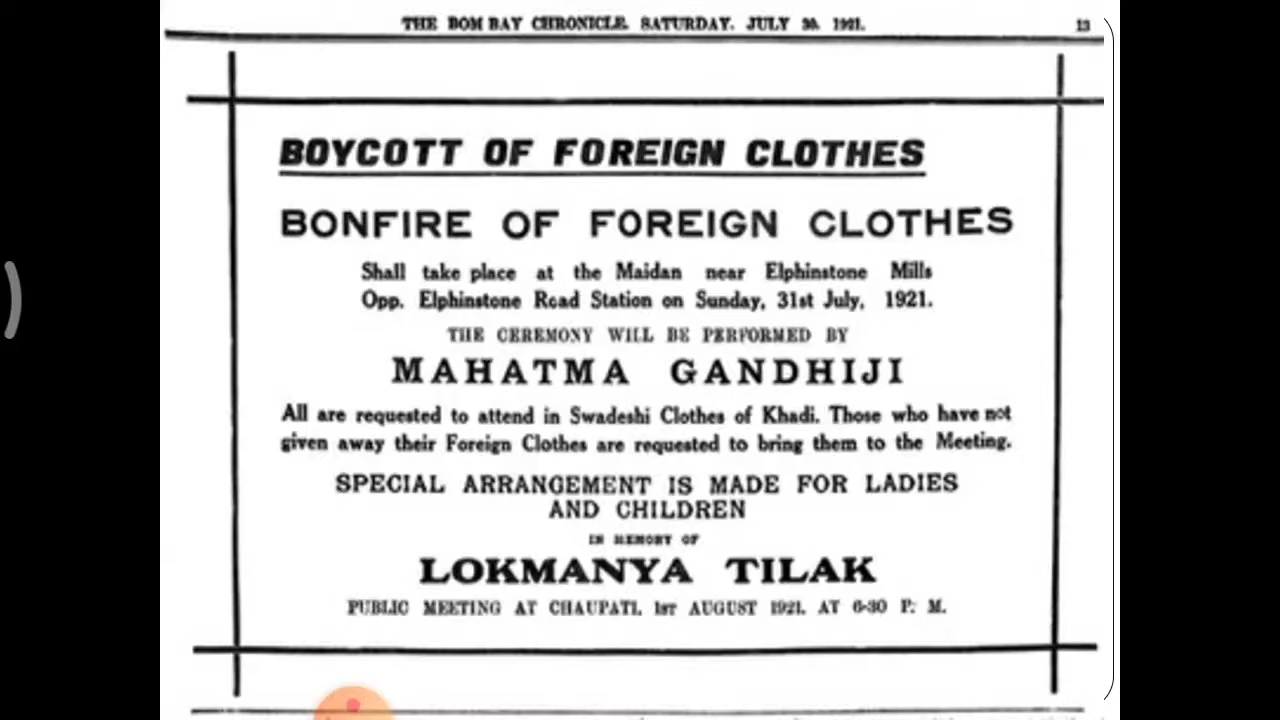 THE BOMBAY CHRONICLE. SATURDAY. JULY 30. 1921. 13
BOYCOTT OF FOREIGN CLOTHES
BONFIRE OF FOREIGN CLOTHES
Shall take place at the Maidan near Elphinstone Mills
Opp. Elphinstone Road Station on Sunday, 31st July, 1921.
THE CEREMONY WILL BE PERFORMED BY
MAHATMA GANDHIJI
All are requested to attend in Swadeshi Clothes of Khadi. Those who have not
given away their Foreign Clothes are requested to bring them to the Meeting.
SPECIAL ARRANGEMENT IS MADE FOR LADIES
AND CHILDREN
IN MEMORY OF
LOKMANYA TILAK
PUBLIC MEETING AT CHAUPATI, 1ST AUGUST 1921. AT 6-30 P. M.